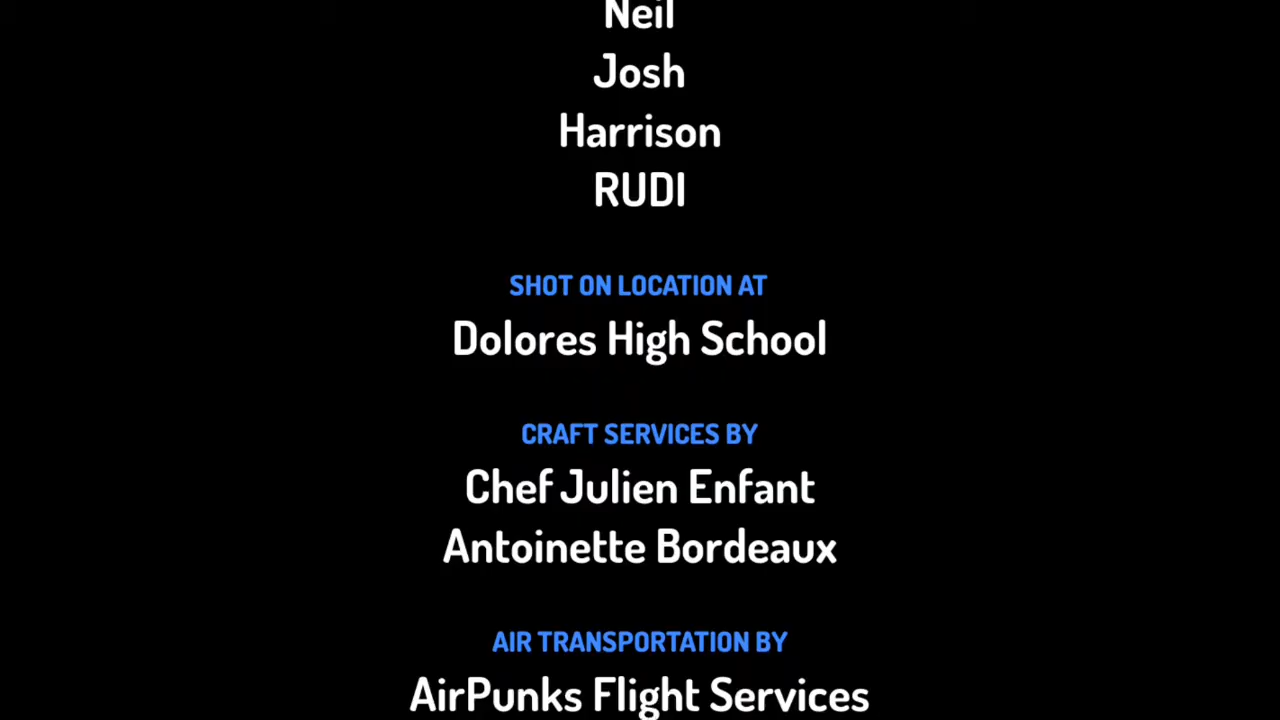 Neil
Josh
Harrison
RUDI
SHOT ON LOCATION AT
Dolores High School
CRAFT SERVICES BY
Chef Julien Enfant
Antoinette Bordeaux
AIR TRANSPORTATION BY
AirPunks Flight Services